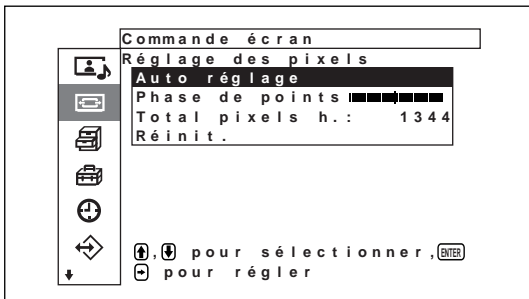 Commande écran
Réglage des pixels
Auto réglage
Phase de points
Total pixels h.: 1344
Réinit.
, pour sélectionner, ENTER
pour régler